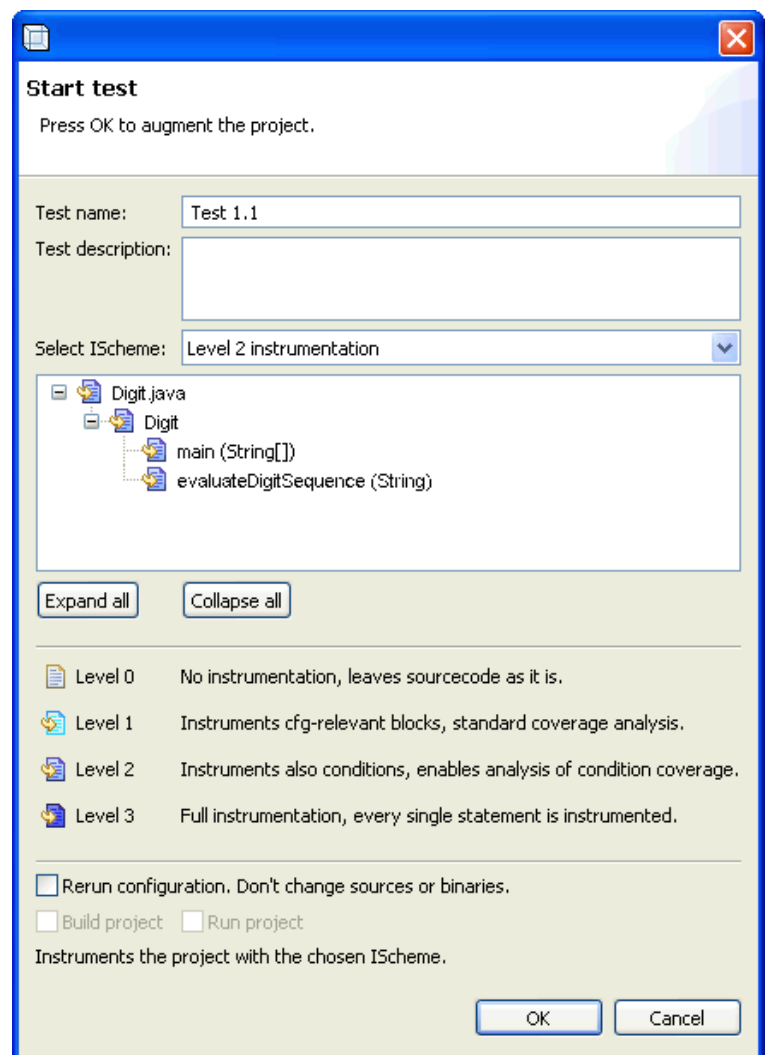 Start test
Press OK to augment the project.
Test name: Test 1.1
Test description:
Select IScheme: Level 2 instrumentation
Digit.java
Digit
main (String[])
evaluateDigitSequence (String)
Expand all Collapse all
Level 0 No instrumentation, leaves sourcecode as it is.
Level 1 Instruments cfg-relevant blocks, standard coverage analysis.
Level 2 Instruments also conditions, enables analysis of condition coverage.
Level 3 Full instrumentation, every single statement is instrumented.
Rerun configuration. Don't change sources or binaries.
Build project Run project
Instruments the project with the chosen IScheme.
OK Cancel